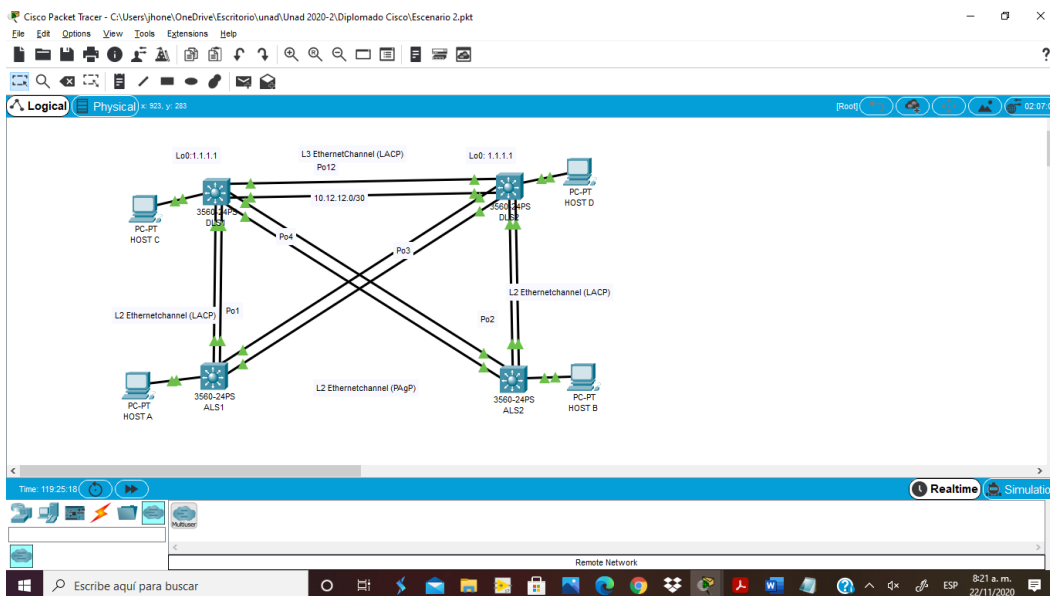 Cisco Packet Tracer - C:\Users\jhone\OneDrive\Escritorio\unad\Unad 2020-2\Diplomado Cisco\Escenario 2.pkt
File Edit Options View Tools Extensions Help
?
Logical Physical x: 923, y: 283 [Root] 02:07:0
Lo0:1.1.1.1
L3 EthernetChannel (LACP)
Lo0: 1.1.1.1
Po12
10.12.12.0/30
3560-24PS
DLS1
3560-24PS
DLS2
PC-PT
HOST D
PC-PT
HOST C
Po4
Po3
L2 Ethernetchannel (LACP)
L2 Ethernetchannel (LACP)
Po1
Po2
L2 Ethernetchannel (PAgP)
PC-PT
HOST A
3560-24PS
ALS1
3560-24PS
ALS2
PC-PT
HOST B
Time: 119:25:18 Realtime Simulatio
Multiuser
Remote Network
Escribe aquí para buscar
ESP
8:21 a. m.
22/11/2020